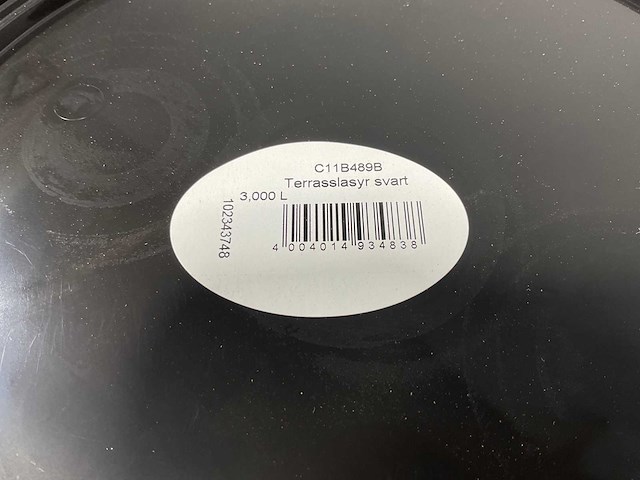 C11B489B
Terrasslasyr svart
3,000 L
102343748
4 004014 934838